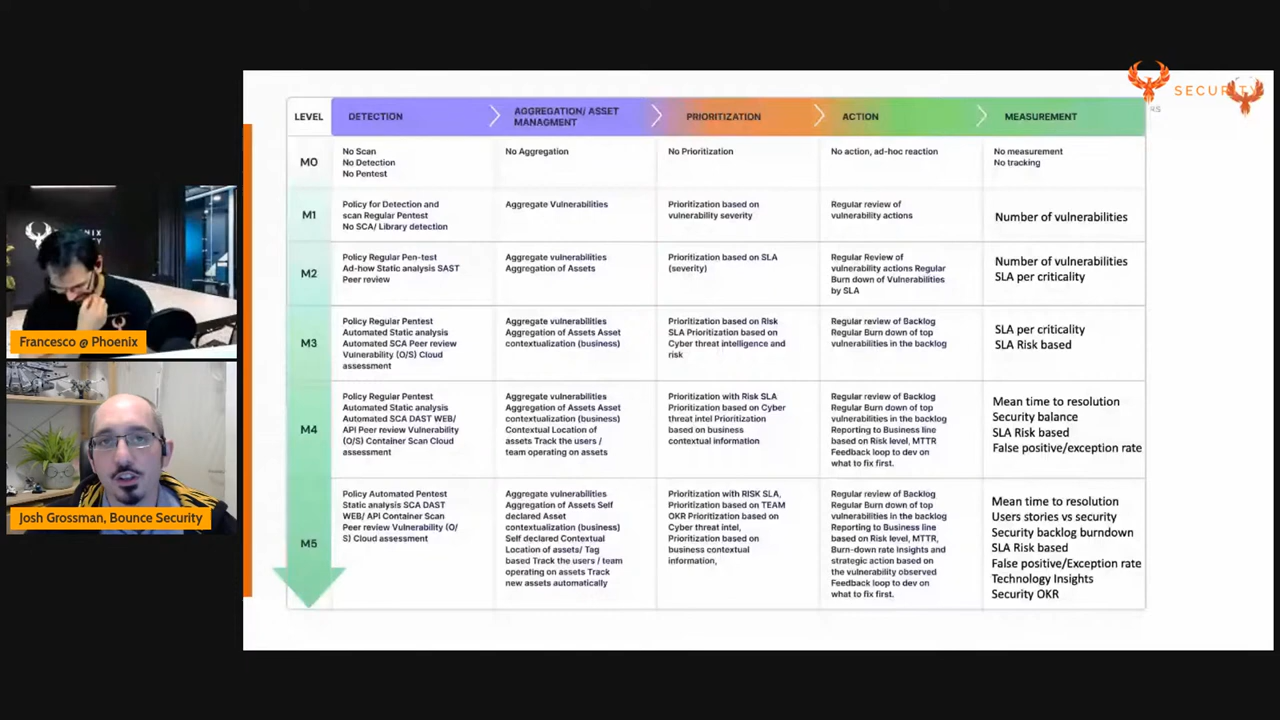 SECURITY
RS
LEVEL
DETECTION
AGGREGATION/ ASSET
MANAGMENT
PRIORITIZATION
ACTION
MEASUREMENT
M0
No Scan
No Detection
No Pentest
No Aggregation
No Prioritization
No action, ad-hoc reaction
No measurement
No tracking
M1
Policy for Detection and
scan Regular Pentest
No SCA/ Library detection
Aggregate Vulnerabilities
Prioritization based on
vulnerability severity
Regular review of
vulnerability actions
Number of vulnerabilities
M2
Policy Regular Pen-test
Ad-how Static analysis SAST
Peer review
Aggregate vulnerabilities
Aggregation of Assets
Prioritization based on SLA
(severity)
Regular Review of
vulnerability actions Regular
Burn down of Vulnerabilities
by SLA
Number of vulnerabilities
SLA per criticality
M3
Policy Regular Pentest
Automated Static analysis
Automated SCA Peer review
Vulnerability (O/S) Cloud
assessment
Aggregate vulnerabilities
Aggregation of Assets Asset
contextualization (business)
Prioritization based on Risk
SLA Prioritization based on
Cyber threat intelligence and
risk
Regular review of Backlog
Regular Burn down of top
vulnerabilities in the backlog
SLA per criticality
SLA Risk based
M4
Policy Regular Pentest
Automated Static analysis
Automated SCA DAST WEB/
API Peer review Vulnerability
(O/S) Container Scan Cloud
assessment
Aggregate vulnerabilities
Aggregation of Assets Asset
contextualization (business)
Contextual Location of
assets Track the users /
team operating on assets
Prioritization with Risk SLA
Prioritization based on Cyber
threat intel Prioritization
based on business
contextual information
Regular review of Backlog
Regular Burn down of top
vulnerabilities in the backlog
Reporting to Business line
based on Risk level, MTTR
Feedback loop to dev on
what to fix first.
Mean time to resolution
Security balance
SLA Risk based
False positive/exception rate
M5
Policy Automated Pentest
Static analysis SCA DAST
WEB/ API Container Scan
Peer review Vulnerability (O/
S) Cloud assessment
Aggregate vulnerabilities
Aggregation of Assets Self
declared Asset
contextualization (business)
Self declared Contextual
Location of assets/ Tag
based Track the users / team
operating on assets Track
new assets automatically
Prioritization with RISK SLA,
Prioritization based on TEAM
OKR Prioritization based on
Cyber threat intel,
Prioritization based on
business contextual
information,
Regular review of Backlog
Regular Burn down of top
vulnerabilities in the backlog
Reporting to Business line
based on Risk level, MTTR,
Burn-down rate Insights and
strategic action based on
the vulnerability observed
Feedback loop to dev on
what to fix first.
Mean time to resolution
Users stories vs security
Security backlog burndown
SLA Risk based
False positive/Exception rate
Technology Insights
Security OKR
Francesco @ Phoenix
Josh Grossman, Bounce Security